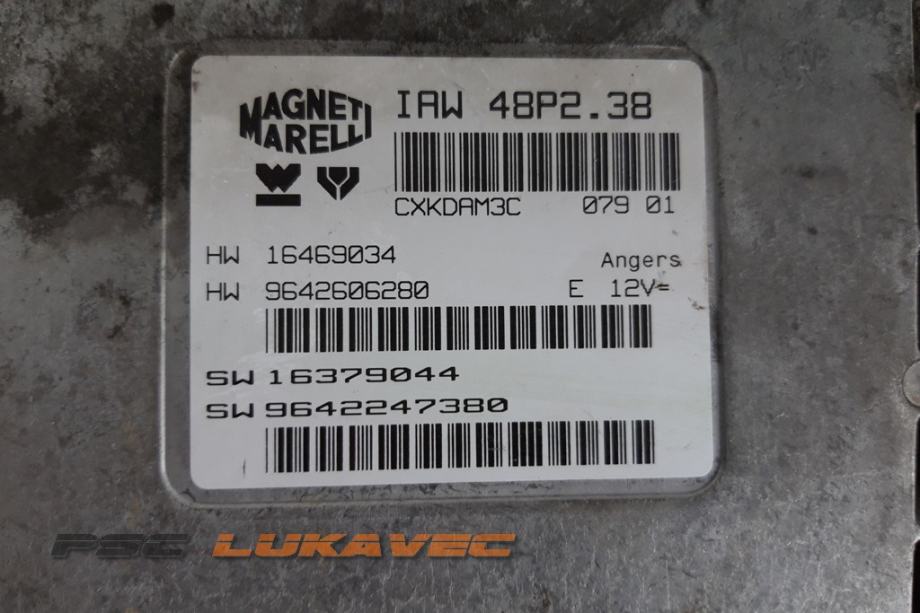 MAGNETI MARELLI
IAW 48P2.38
CXKDAM3C 079 01
HW 16469034 Angers
HW 9642606280 E 12V=
SW 16379044
SW 9642247380
PSC LUKAVEC